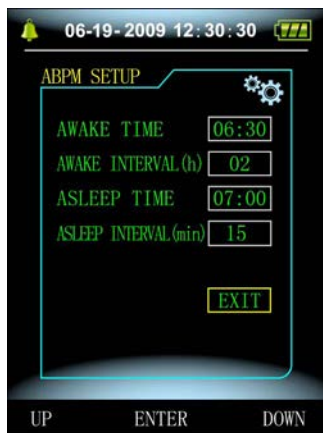 06-19-2009 12:30:30
ABPM SETUP
AWAKE TIME 06:30
AWAKE INTERVAL(h) 02
ASLEEP TIME 07:00
ASLEEP INTERVAL(min) 15
EXIT
UP ENTER DOWN